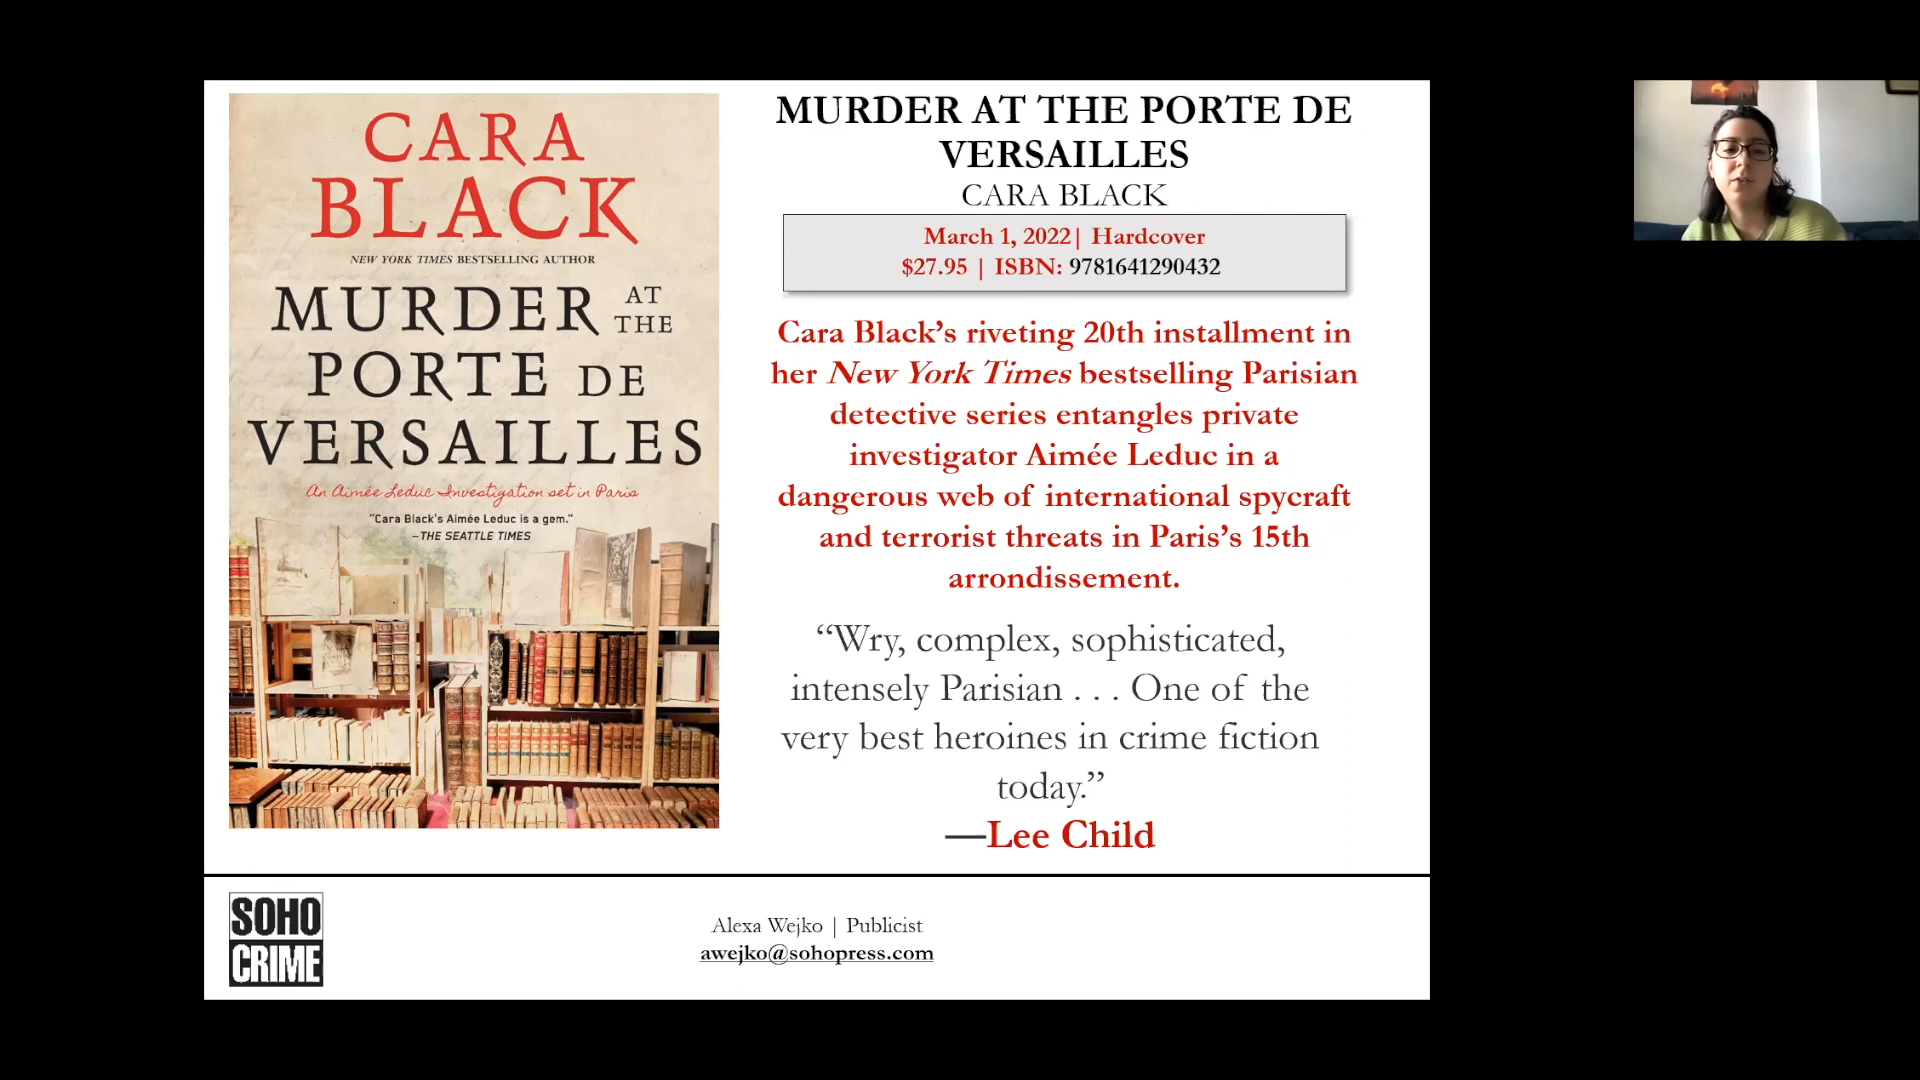 CARA
BLACK
NEW YORK TIMES BESTSELLING AUTHOR
MURDER AT THE
PORTE DE
VERSAILLES
An Aimée Leduc Investigation set in Paris
“Cara Black's Aimée Leduc is a gem.”
—THE SEATTLE TIMES
MURDER AT THE PORTE DE
VERSAILLES
CARA BLACK
March 1, 2022| Hardcover
$27.95 | ISBN: 9781641290432
Cara Black’s riveting 20th installment in
her New York Times bestselling Parisian
detective series entangles private
investigator Aimée Leduc in a
dangerous web of international spycraft
and terrorist threats in Paris’s 15th
arrondissement.
“Wry, complex, sophisticated,
intensely Parisian . . . One of the
very best heroines in crime fiction
today.”
—Lee Child
SOHO
CRIME
Alexa Wejko | Publicist
awejko@sohopress.com